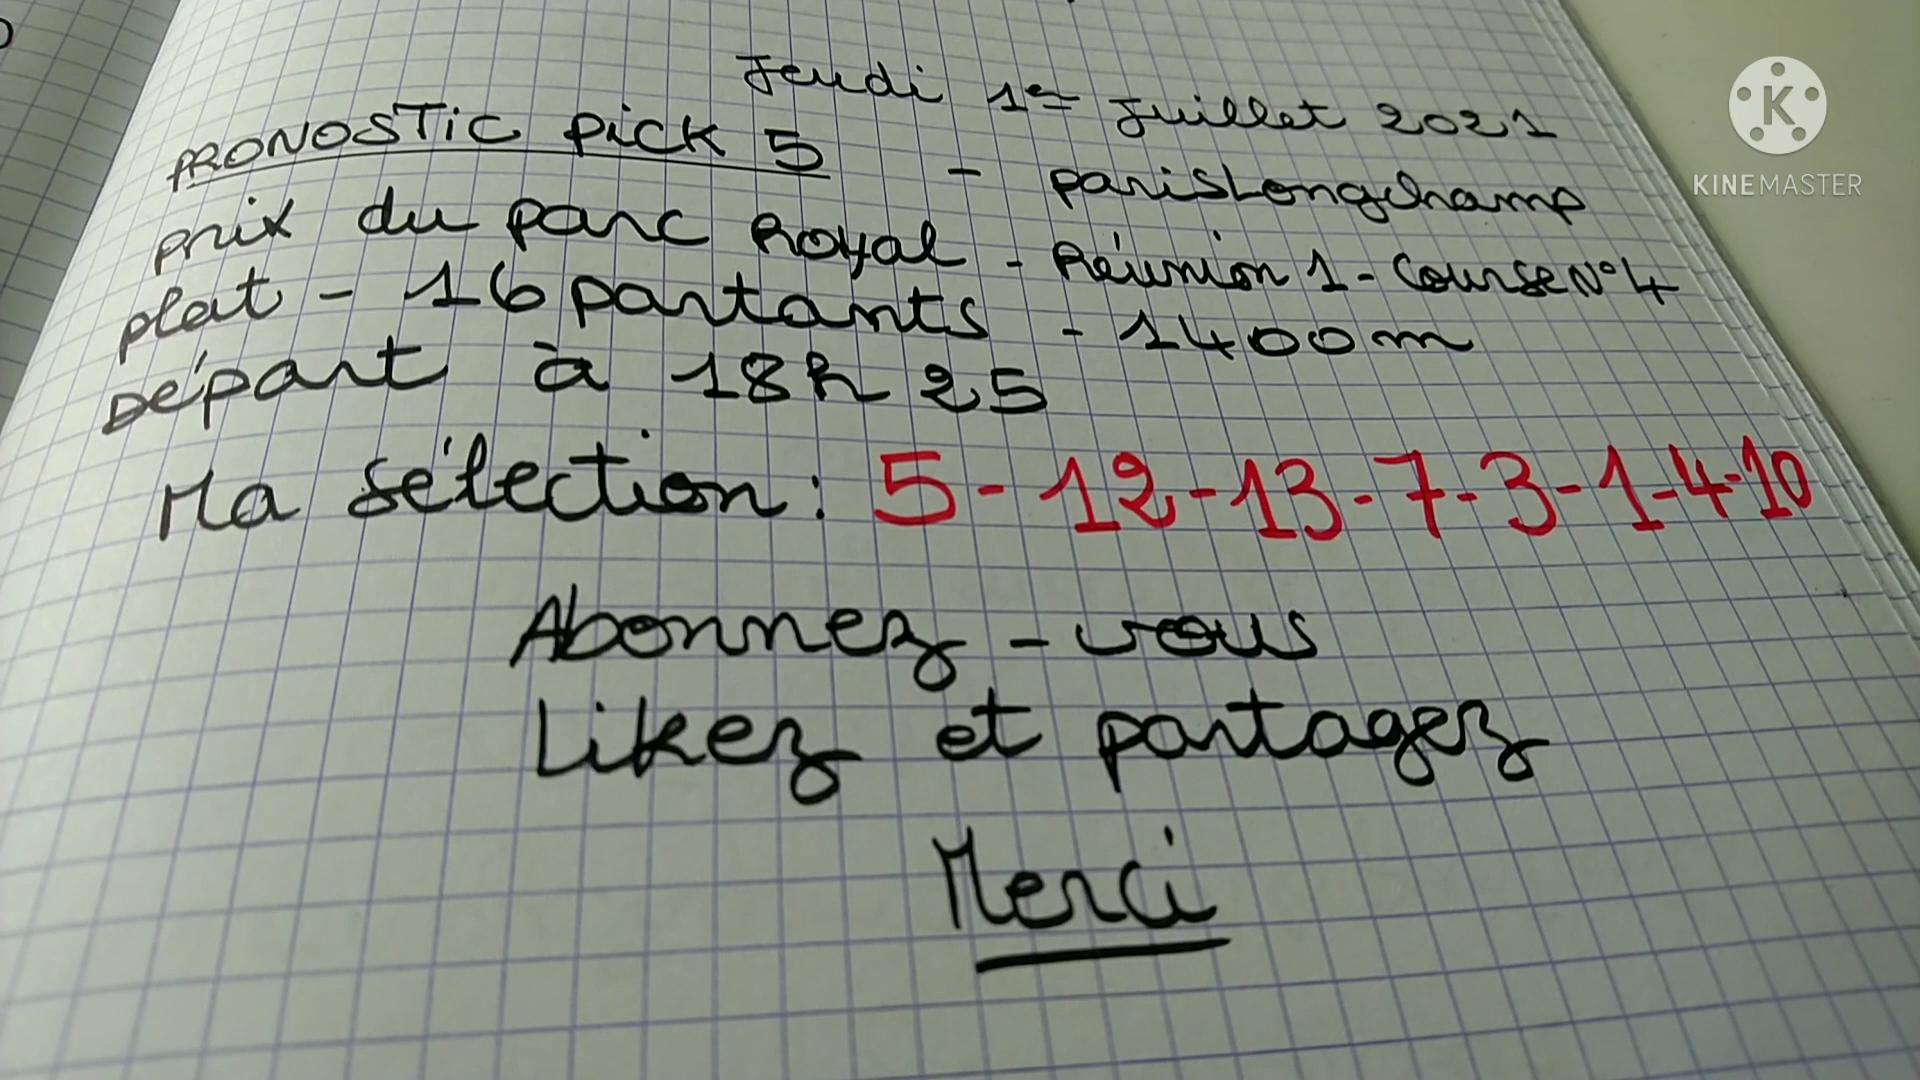 Jeudi 1er Juillet 2021
PRONOSTIC PICK 5 - parisLongchamp
prix du parc Royal - Réunion 1 - Course N°4
plat - 16 partants - 1400m
Départ à 18h25
Ma sélection : 5-12-13-7-3-1-4-10
Abonnez-vous
Likez et partagez
Merci
K
KINEMASTER